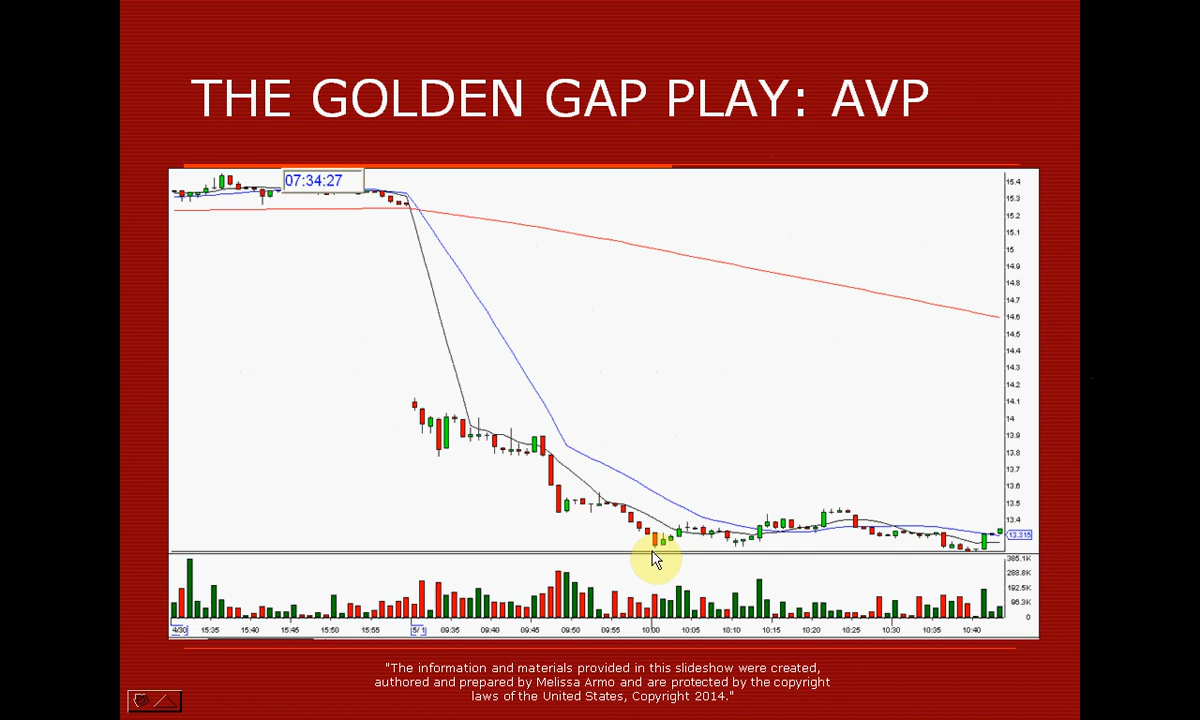 THE GOLDEN GAP PLAY: AVP
07:34:27
15.4
15.3
15.2
15.1
15
14.9
14.8
14.7
14.6
14.5
14.4
14.3
14.2
14.1
14
13.9
13.8
13.7
13.6
13.5
13.4
13.315
385.1K
288.8K
192.5K
96.3K
0
4/30 15:35 15:40 15:45 15:50 15:55 5/1 09:35 09:40 09:45 09:50 09:55 10:00 10:05 10:10 10:15 10:20 10:25 10:30 10:35 10:40
"The information and materials provided in this slideshow were created,
authored and prepared by Melissa Armo and are protected by the copyright
laws of the United States, Copyright 2014."